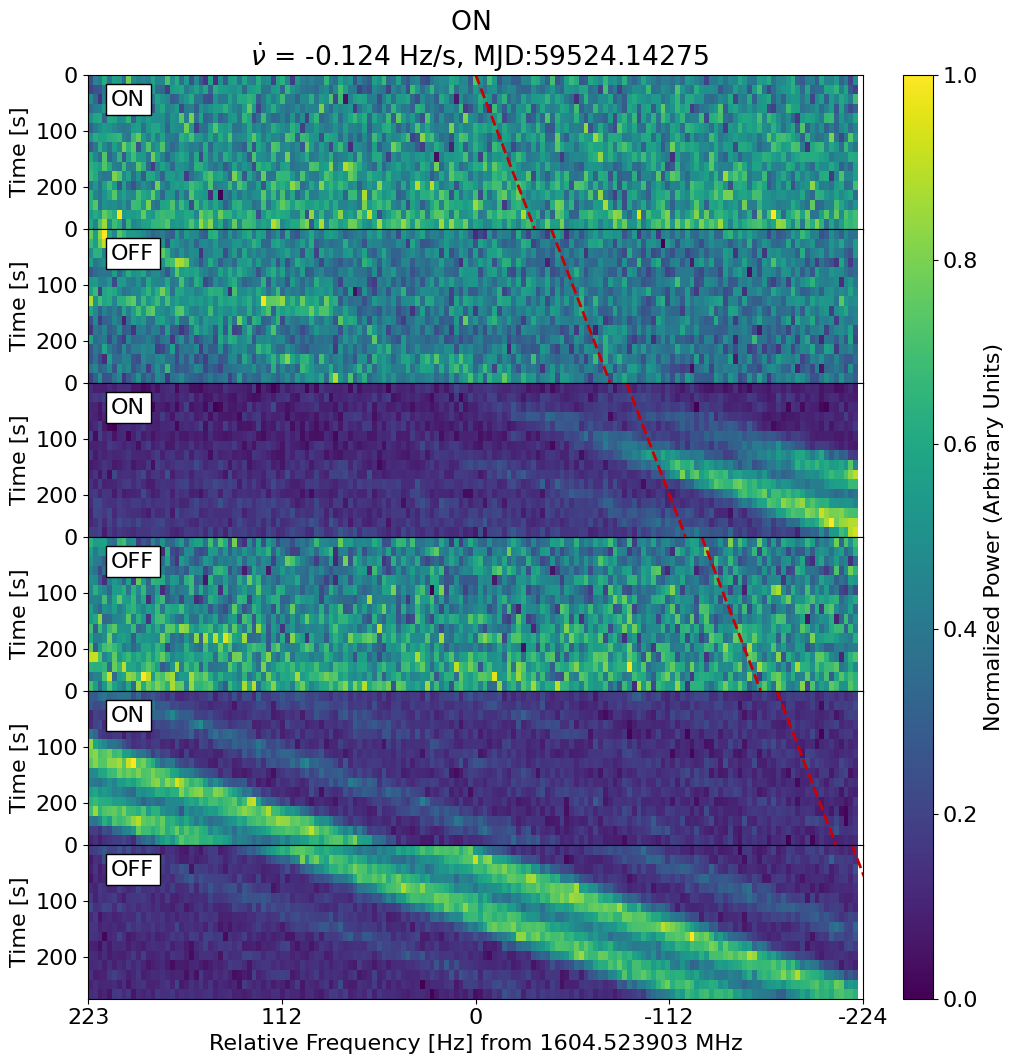 ON
ν̇ = -0.124 Hz/s, MJD:59524.14275
0
100
200
Time [s]
ON
0
100
200
Time [s]
OFF
0
100
200
Time [s]
ON
0
100
200
Time [s]
OFF
0
100
200
Time [s]
ON
0
100
200
Time [s]
OFF
223 112 0 -112 -224
Relative Frequency [Hz] from 1604.523903 MHz
1.0
0.8
0.6
0.4
0.2
0.0
Normalized Power (Arbitrary Units)